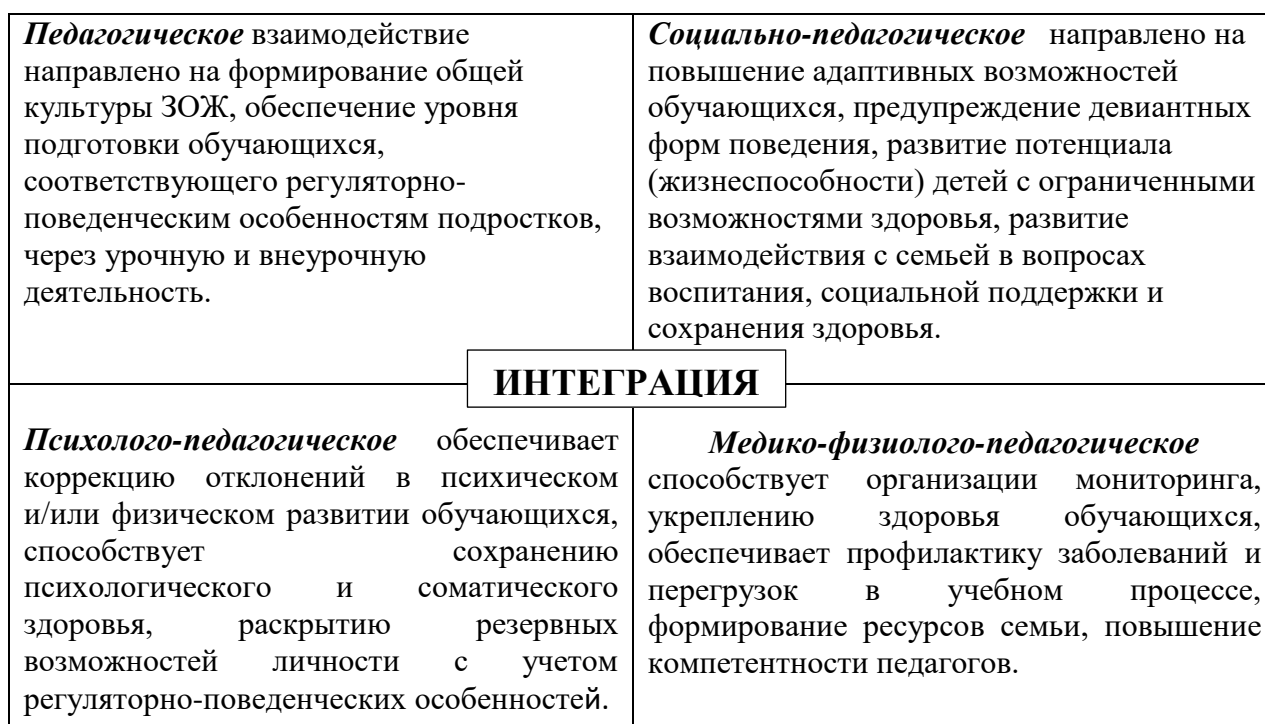 Педагогическое взаимодействие
направлено на формирование общей
культуры ЗОЖ, обеспечение уровня
подготовки обучающихся,
соответствующего регуляторно-
поведенческим особенностям подростков,
через урочную и внеурочную
деятельность.
Социально-педагогическое направлено на
повышение адаптивных возможностей
обучающихся, предупреждение девиантных
форм поведения, развитие потенциала
(жизнеспособности) детей с ограниченными
возможностями здоровья, развитие
взаимодействия с семьей в вопросах
воспитания, социальной поддержки и
сохранения здоровья.
ИНТЕГРАЦИЯ
Психолого-педагогическое обеспечивает
коррекцию отклонений в психическом
и/или физическом развитии обучающихся,
способствует сохранению
психологического и соматического
здоровья, раскрытию резервных
возможностей личности с учетом
регуляторно-поведенческих особенностей.
Медико-физиолого-педагогическое
способствует организации мониторинга,
укреплению здоровья обучающихся,
обеспечивает профилактику заболеваний и
перегрузок в учебном процессе,
формирование ресурсов семьи, повышение
компетентности педагогов.